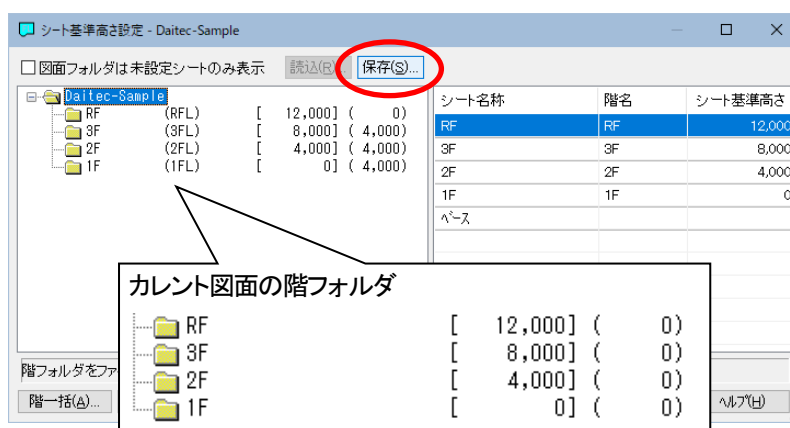 シート基準高さ設定 - Daitec-Sample
図面フォルダは未設定シートのみ表示 読込(R)... 保存(S)...
Daitec-Sample
RF (RFL) [ 12,000] ( 0)
3F (3FL) [ 8,000] ( 4,000)
2F (2FL) [ 4,000] ( 4,000)
1F (1FL) [ 0] ( 4,000)
シート名称 階名 シート基準高さ
RF RF 12,000
3F 3F 8,000
2F 2F 4,000
1F 1F 0
ベース
カレント図面の階フォルダ
RF [ 12,000] ( 0)
3F [ 8,000] ( 0)
2F [ 4,000] ( 0)
1F [ 0] ( 0)
階フォルダをファ
階一括(A)... ヘルプ(H)